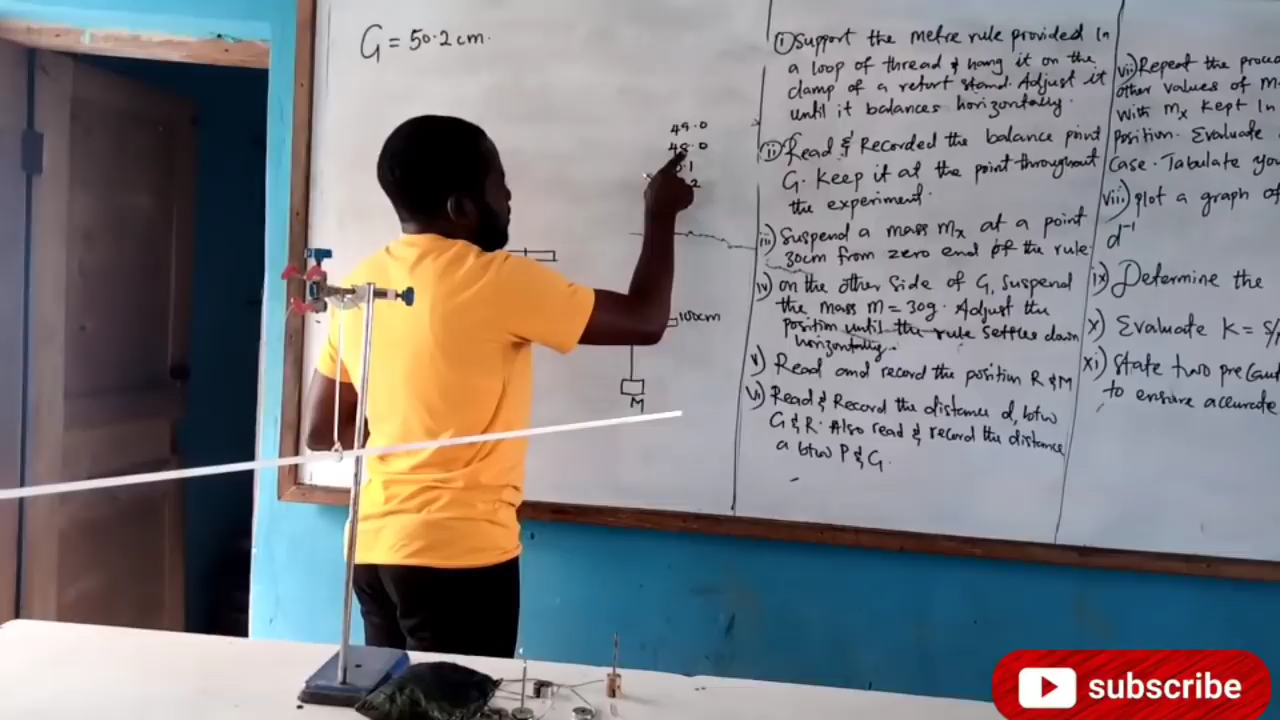 G = 50.2 cm.
49.0
48.0
.1
2
100cm
M
(i) Support the metre rule provided in
a loop of thread & hang it on the
clamp of a retort stand. Adjust it
until it balances horizontally.
(ii) Read & Recorded the balance point
G. Keep it at the point throughout
the experiment.
iii) Suspend a mass Mx at a point
30cm from zero end of the rule
iv) on the other side of G, suspend
the mass M = 30g. Adjust the
position until the rule settles down
horizontally.
v) Read and record the position R & M
vi) Read & Record the distance d, btw
G & R. Also read & record the distance
a btw P & G.
vii) Repeat the proce
other values of M
With Mx Kept In
Position. Evaluate
Case. Tabulate you
viii) plot a graph of
d⁻¹
ix) Determine the
x) Evaluate K = S/
xi) State two precau
to ensure accurate
subscribe